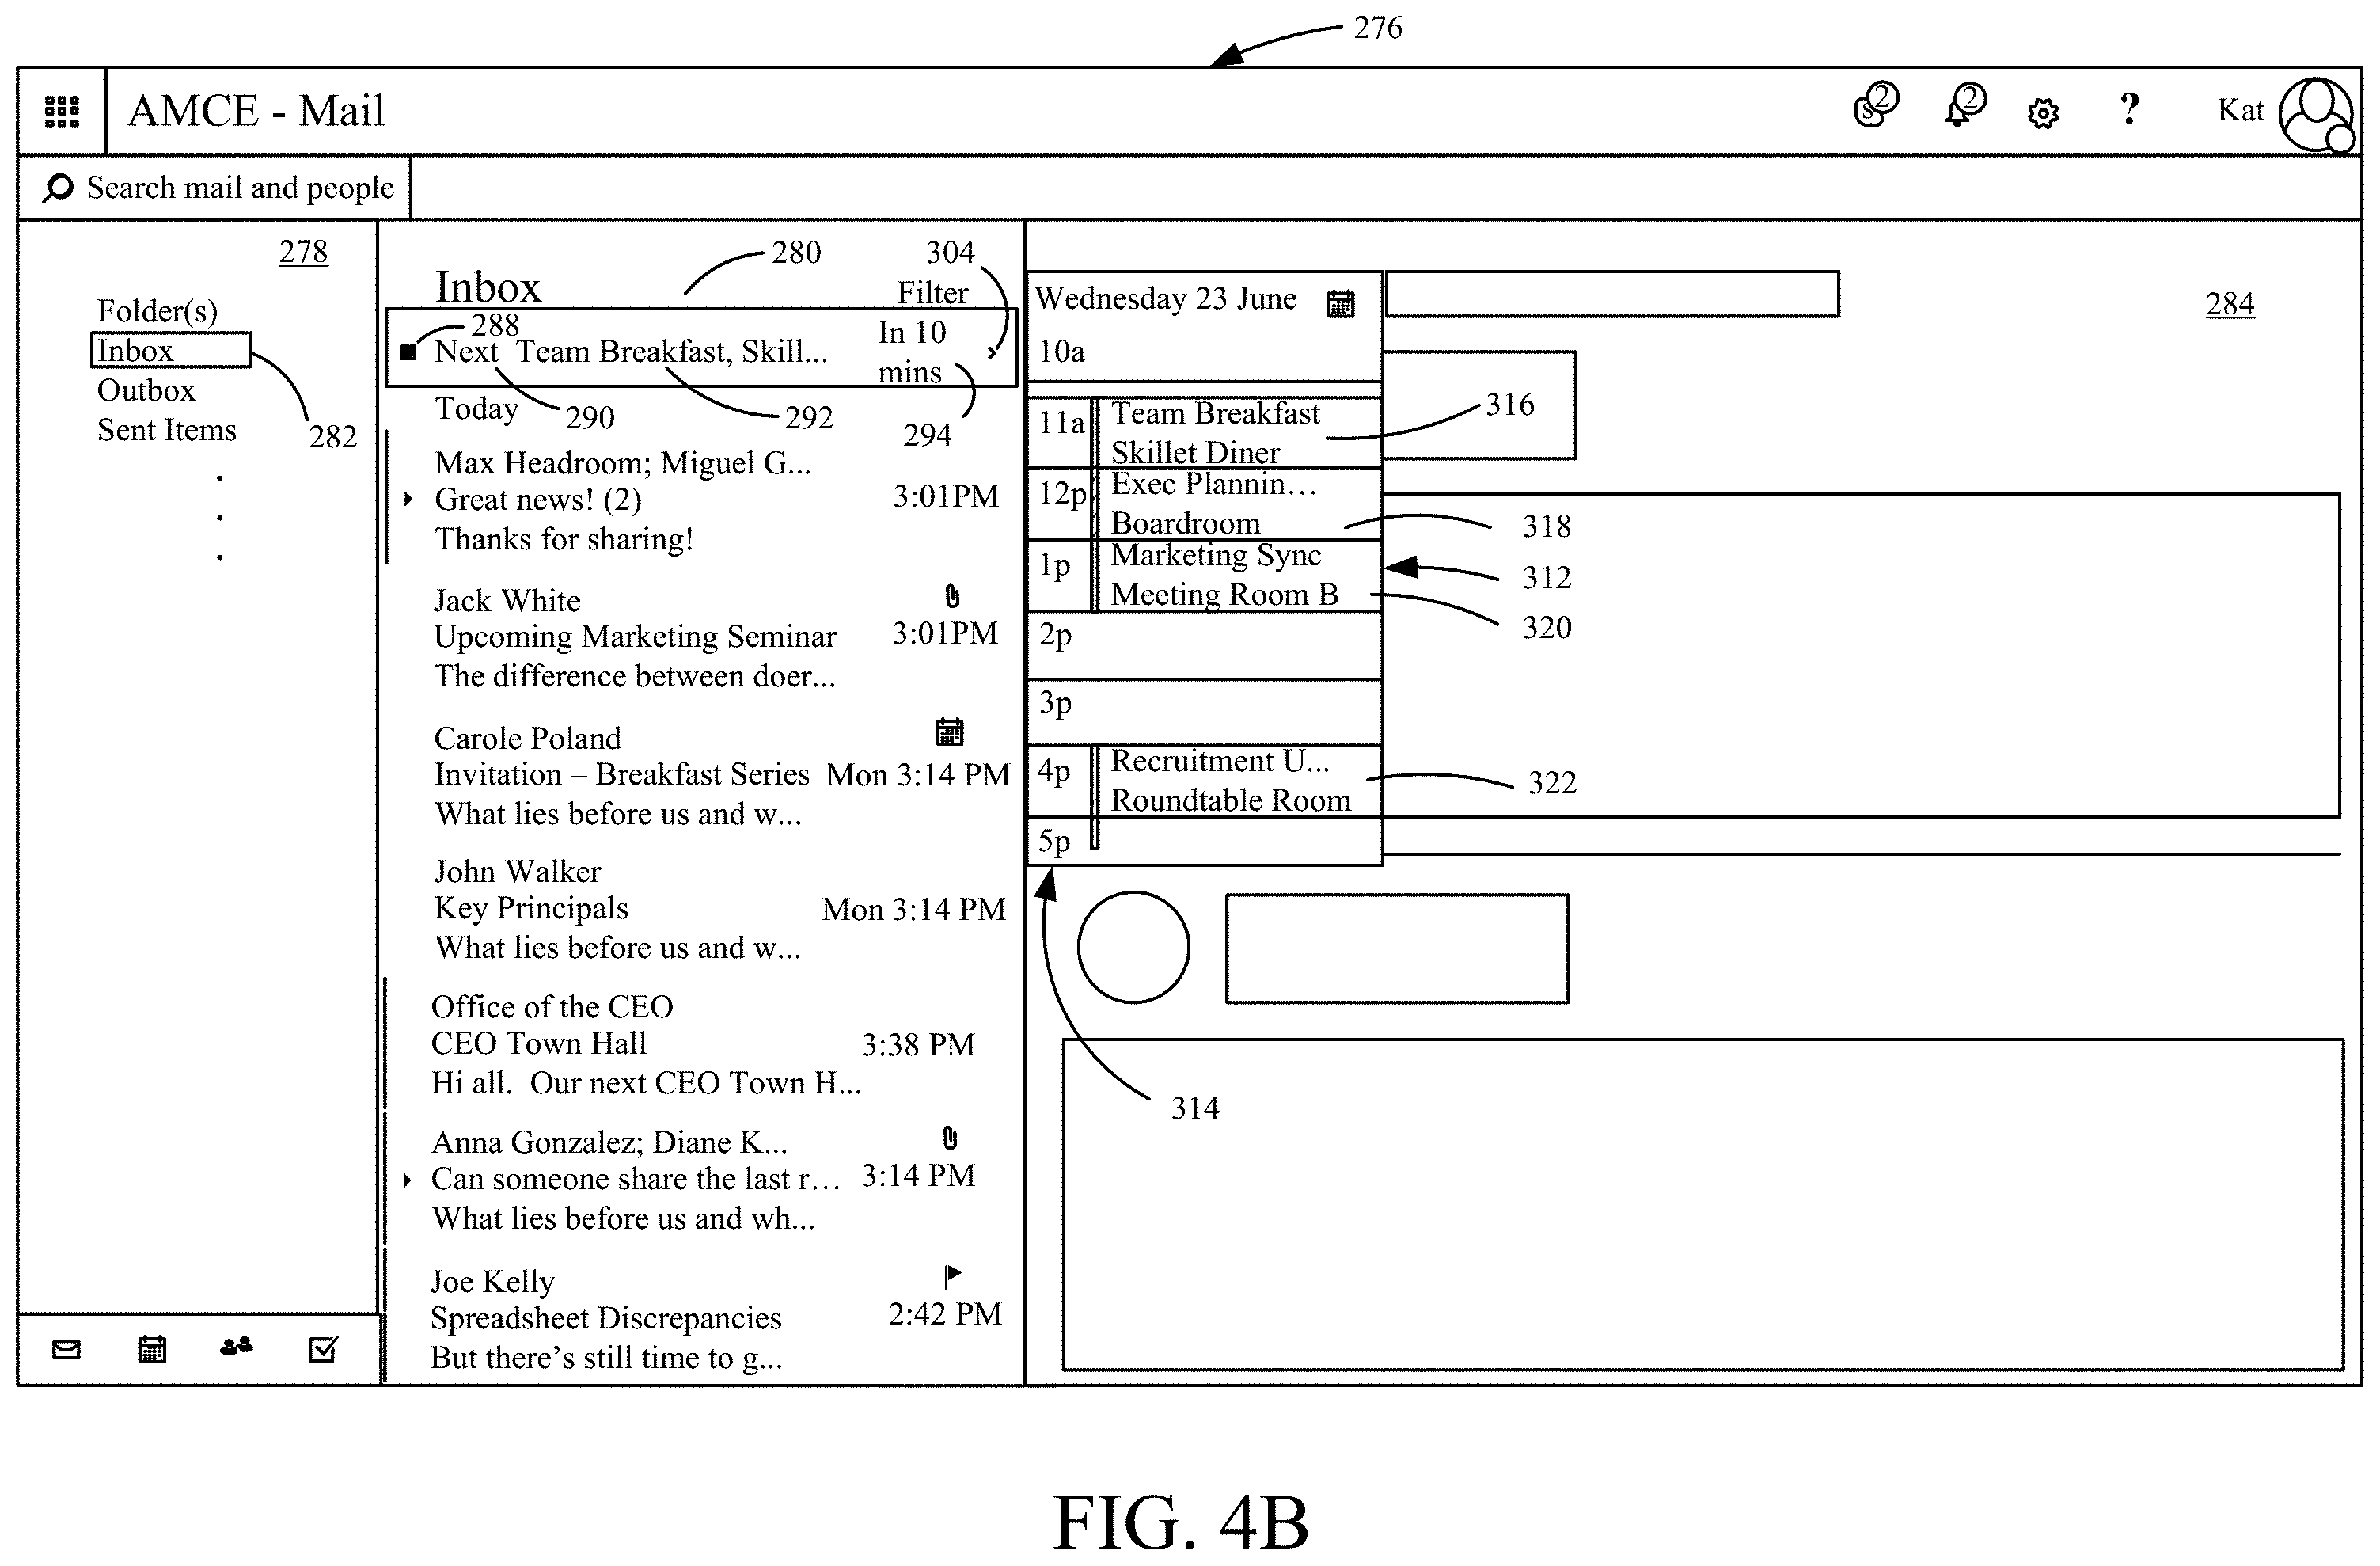 276
AMCE - Mail
S 2
2
?
Kat
Search mail and people
278
Folder(s)
Inbox
Outbox
Sent Items
282
.
.
.
280
304
Inbox
Filter
288
Next Team Breakfast, Skill...
In 10
mins
Today
290
292
294
Max Headroom; Miguel G...
Great news! (2)
3:01PM
Thanks for sharing!
Jack White
Upcoming Marketing Seminar
3:01PM
The difference between doer...
Carole Poland
Invitation – Breakfast Series Mon 3:14 PM
What lies before us and w...
John Walker
Key Principals
Mon 3:14 PM
What lies before us and w...
Office of the CEO
CEO Town Hall
3:38 PM
Hi all. Our next CEO Town H...
Anna Gonzalez; Diane K...
Can someone share the last r... 3:14 PM
What lies before us and wh...
Joe Kelly
Spreadsheet Discrepancies
2:42 PM
But there's still time to g...
Wednesday 23 June
284
10a
11a
Team Breakfast
Skillet Diner
316
12p
Exec Plannin...
Boardroom
318
1p
Marketing Sync
Meeting Room B
312
320
2p
3p
4p
Recruitment U...
Roundtable Room
322
5p
314
FIG. 4B